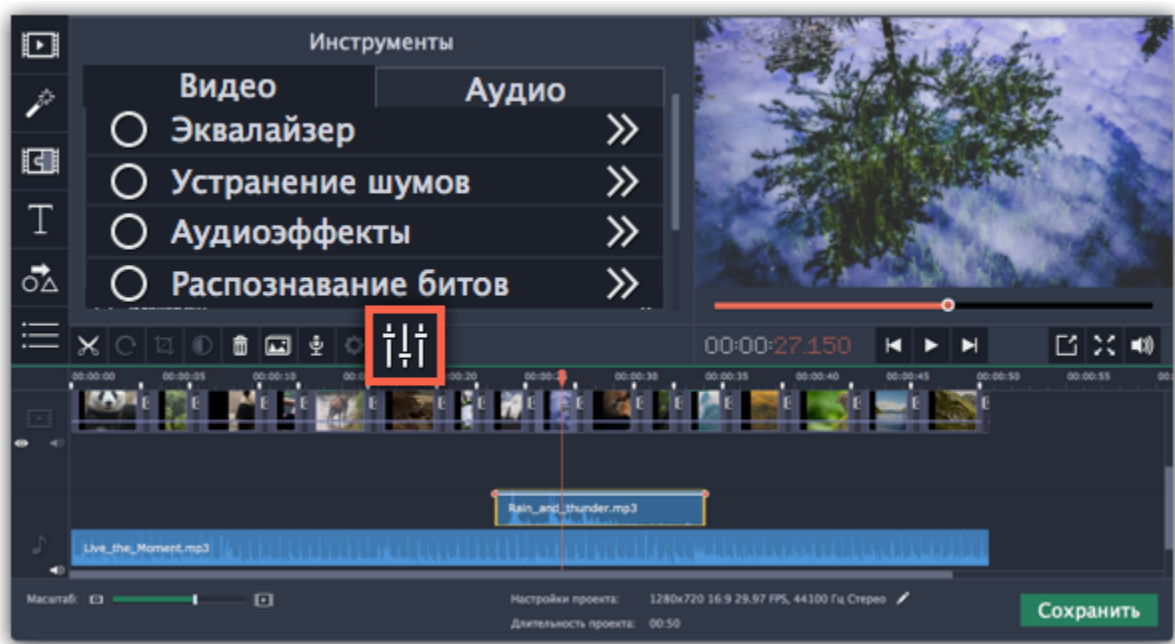 Инструменты
Видео
Аудио
Эквалайзер
Устранение шумов
Аудиоэффекты
Распознавание битов
00:00:27.150
00:00:00 00:00:05 00:00:10 00:00:30 00:00:35 00:00:40 00:00:45 00:00:50 00:00:55
Rain_and_thunder.mp3
Live_the_Moment.mp3
Масштаб:
Настройки проекта: 1280x720 16:9 29.97 FPS, 44100 Гц Стерео
Длительность проекта: 00:50
Сохранить